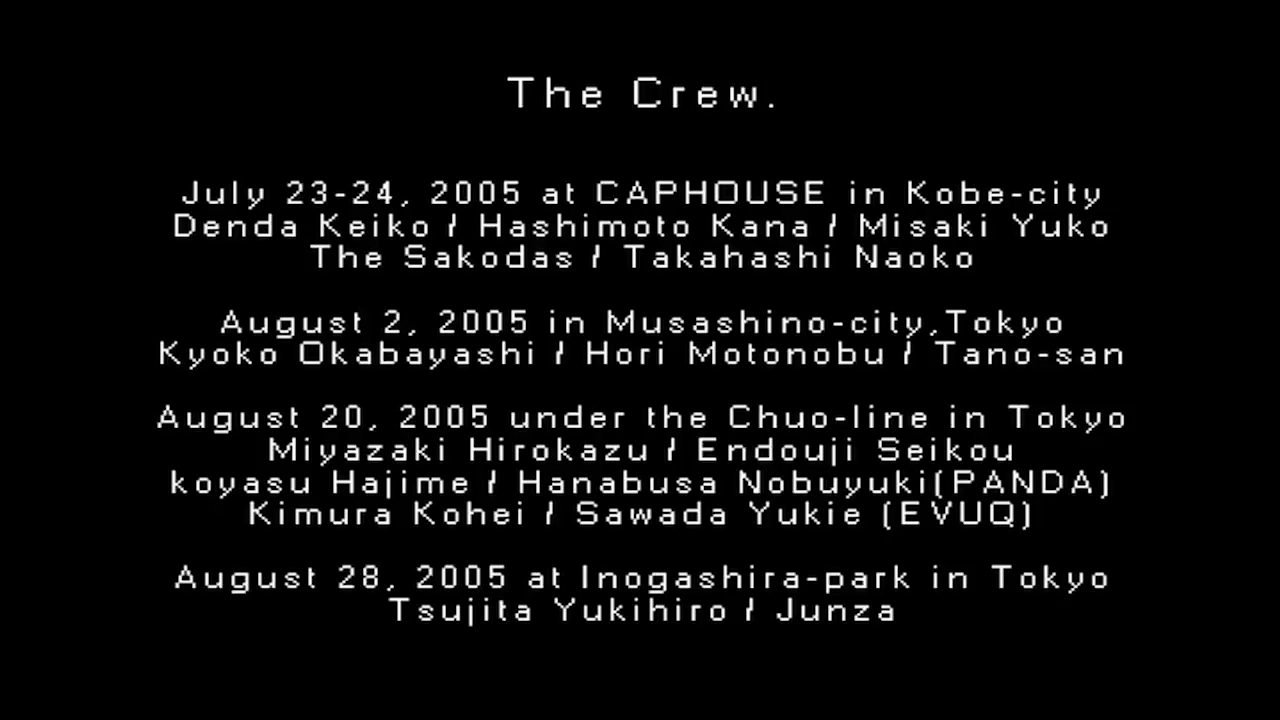 The Crew.
July 23-24, 2005 at CAPHOUSE in Kobe-city
Denda Keiko / Hashimoto Kana / Misaki Yuko
The Sakodas / Takahashi Naoko
August 2, 2005 in Musashino-city,Tokyo
Kyoko Okabayashi / Hori Motonobu / Tano-san
August 20, 2005 under the Chuo-line in Tokyo
Miyazaki Hirokazu / Endouji Seikou
koyasu Hajime / Hanabusa Nobuyuki(PANDA)
Kimura Kohei / Sawada Yukie (EVUQ)
August 28, 2005 at Inogashira-park in Tokyo
Tsujita Yukihiro / Junza